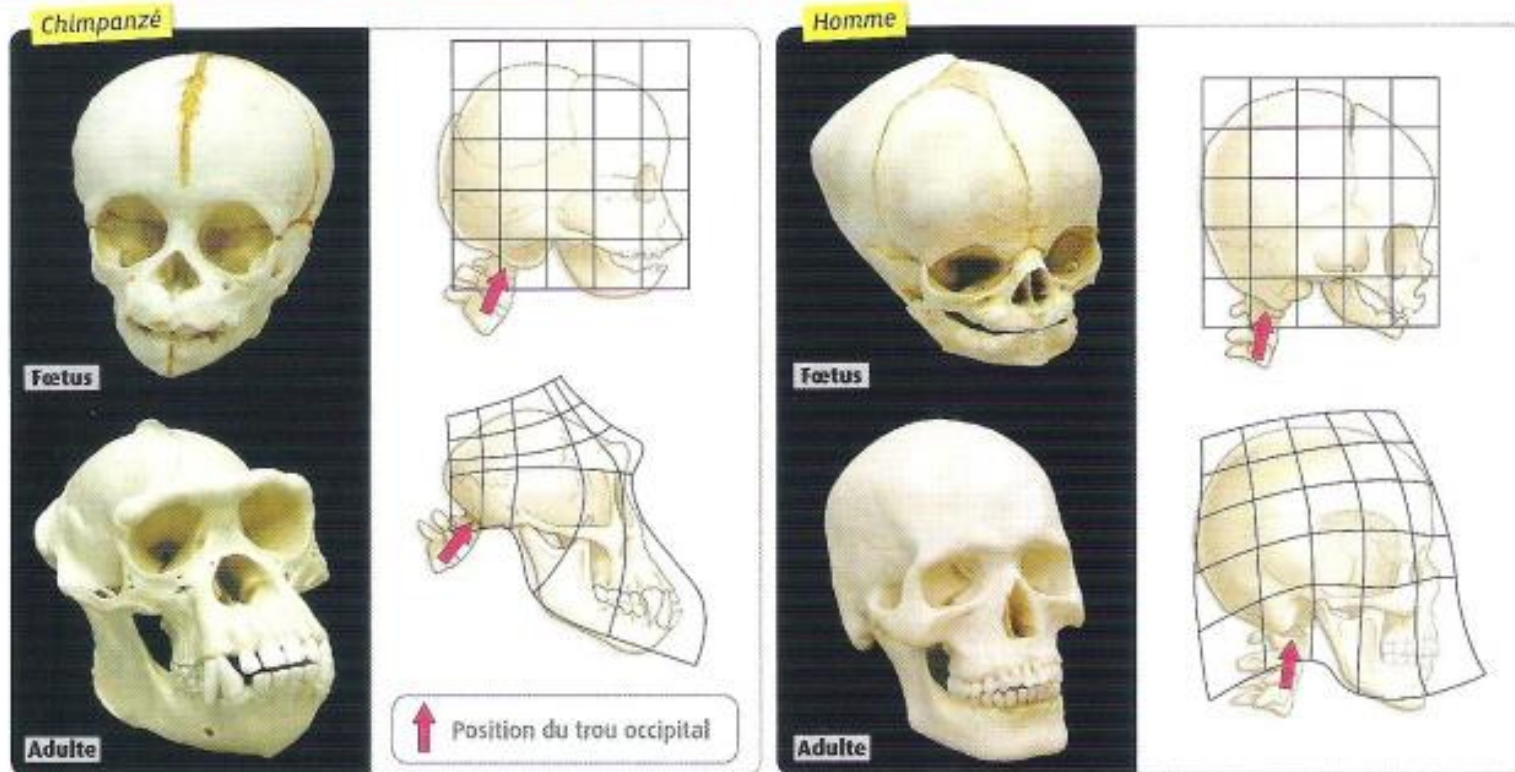 Chimpanzé
Homme
Fœtus
Fœtus
Adulte
Position du trou occipital
Adulte